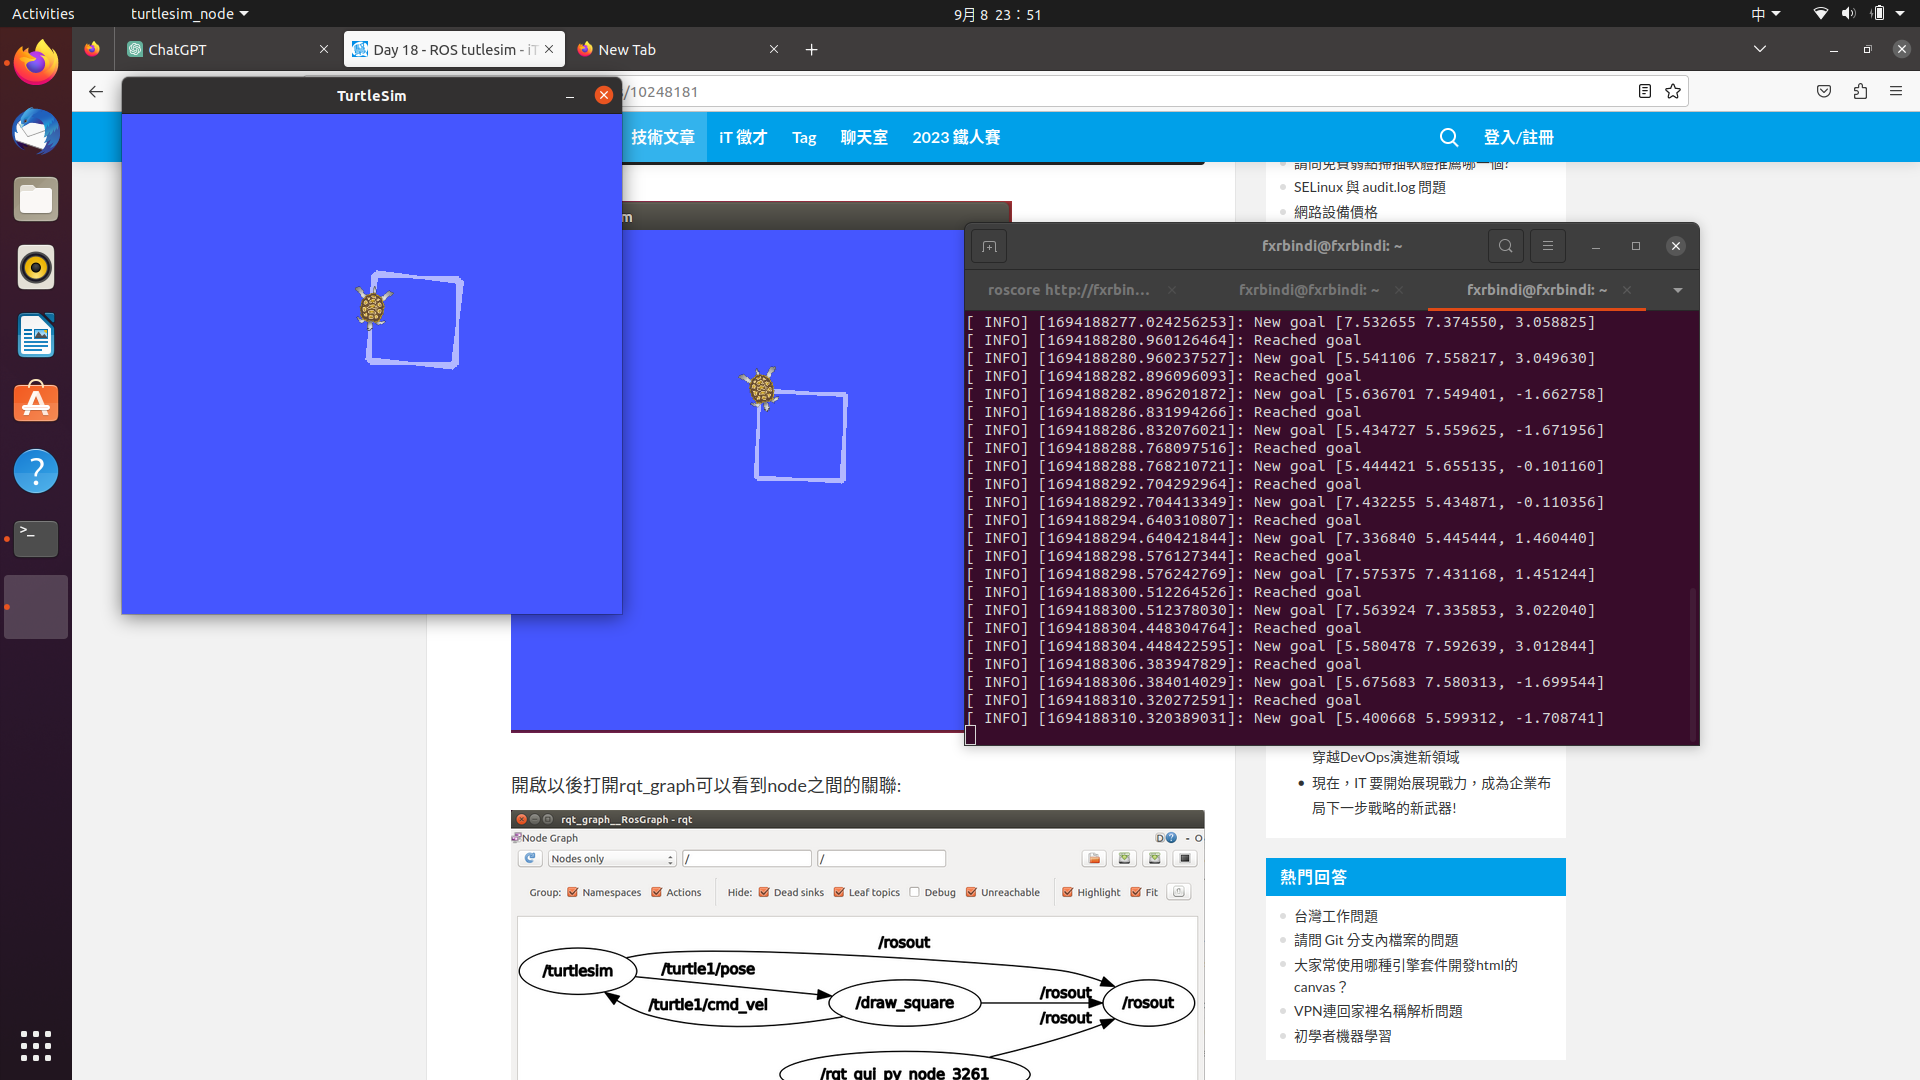 Activities
turtlesim_node
9月 8 23：51
中
ChatGPT
Day 18 - ROS tutlesim - iT
New Tab
TurtleSim
/10248181
技術文章
iT 徵才
Tag
聊天室
2023 鐵人賽
登入/註冊
請問免費弱點掃描軟體推薦哪一個?
SELinux 與 audit.log 問題
網路設備價格
m
fxrbindi@fxrbindi: ~
roscore http://fxrbin...
fxrbindi@fxrbindi: ~
fxrbindi@fxrbindi: ~
[ INFO] [1694188277.024256253]: New goal [7.532655 7.374550, 3.058825]
[ INFO] [1694188280.960126464]: Reached goal
[ INFO] [1694188280.960237527]: New goal [5.541106 7.558217, 3.049630]
[ INFO] [1694188282.896096093]: Reached goal
[ INFO] [1694188282.896201872]: New goal [5.636701 7.549401, -1.662758]
[ INFO] [1694188286.831994266]: Reached goal
[ INFO] [1694188286.832076021]: New goal [5.434727 5.559625, -1.671956]
[ INFO] [1694188288.768097516]: Reached goal
[ INFO] [1694188288.768210721]: New goal [5.444421 5.655135, -0.101160]
[ INFO] [1694188292.704292964]: Reached goal
[ INFO] [1694188292.704413349]: New goal [7.432255 5.434871, -0.110356]
[ INFO] [1694188294.640310807]: Reached goal
[ INFO] [1694188294.640421844]: New goal [7.336840 5.445444, 1.460440]
[ INFO] [1694188298.576127344]: Reached goal
[ INFO] [1694188298.576242769]: New goal [7.575375 7.431168, 1.451244]
[ INFO] [1694188300.512264526]: Reached goal
[ INFO] [1694188300.512378030]: New goal [7.563924 7.335853, 3.022040]
[ INFO] [1694188304.448304764]: Reached goal
[ INFO] [1694188304.448422595]: New goal [5.580478 7.592639, 3.012844]
[ INFO] [1694188306.383947829]: Reached goal
[ INFO] [1694188306.384014029]: New goal [5.675683 7.580313, -1.699544]
[ INFO] [1694188310.320272591]: Reached goal
[ INFO] [1694188310.320389031]: New goal [5.400668 5.599312, -1.708741]
穿越DevOps演進新領域
現在，IT 要開始展現戰力，成為企業布
局下一步戰略的新武器!
開啟以後打開rqt_graph可以看到node之間的關聯:
rqt_graph__RosGraph - rqt
Node Graph
D
- O
Nodes only
/
/
Group:
Namespaces
Actions
Hide:
Dead sinks
Leaf topics
Debug
Unreachable
Highlight
Fit
/rosout
/turtlesim
/turtle1/pose
/turtle1/cmd_vel
/draw_square
/rosout
/rosout
/rosout
/rqt_gui_py_node_3261
熱門回答
台灣工作問題
請問 Git 分支內檔案的問題
大家常使用哪種引擎套件開發html的
canvas？
VPN連回家裡名稱解析問題
初學者機器學習